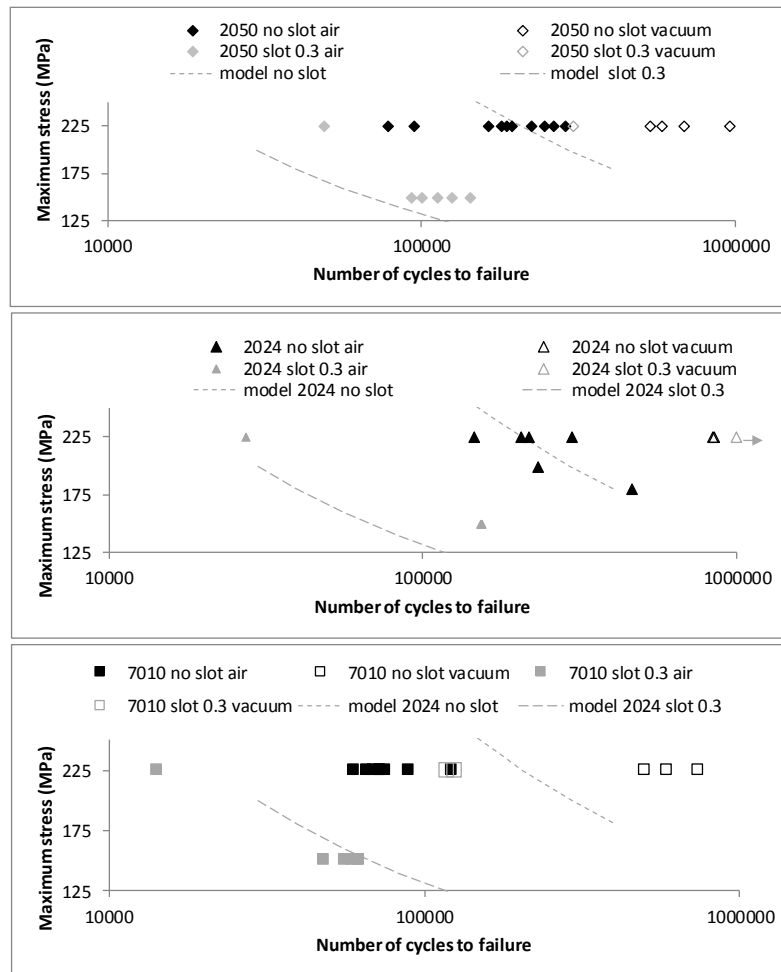 2050 no slot air 2050 no slot vacuum
2050 slot 0.3 air 2050 slot 0.3 vacuum
model no slot model slot 0.3
Maximum stress (MPa)
225
175
125
10000 100000 1000000
Number of cycles to failure
2024 no slot air 2024 no slot vacuum
2024 slot 0.3 air 2024 slot 0.3 vacuum
model 2024 no slot model 2024 slot 0.3
Maximum stress (MPa)
225
175
125
10000 100000 1000000
Number of cycles to failure
7010 no slot air 7010 no slot vacuum 7010 slot 0.3 air
7010 slot 0.3 vacuum model 2024 no slot model 2024 slot 0.3
Maximum stress (MPa)
225
175
125
10000 100000 1000000
Number of cycles to failure